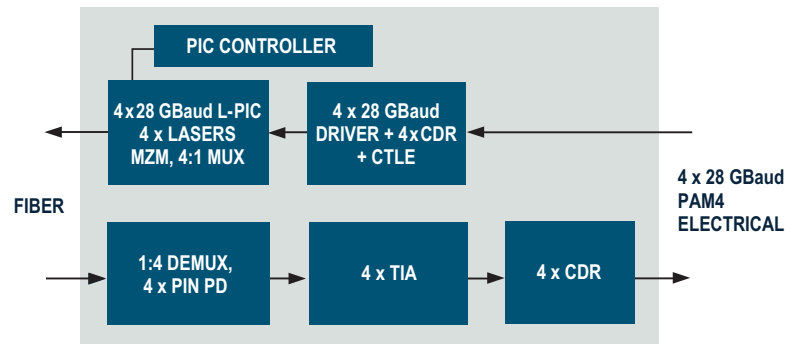 PIC CONTROLLER
4x28 GBaud L-PIC
4 x LASERS
MZM, 4:1 MUX
4 x 28 GBaud
DRIVER + 4xCDR
+ CTLE
FIBER
4 x 28 GBaud
PAM4
ELECTRICAL
1:4 DEMUX,
4 x PIN PD
4 x TIA
4 x CDR